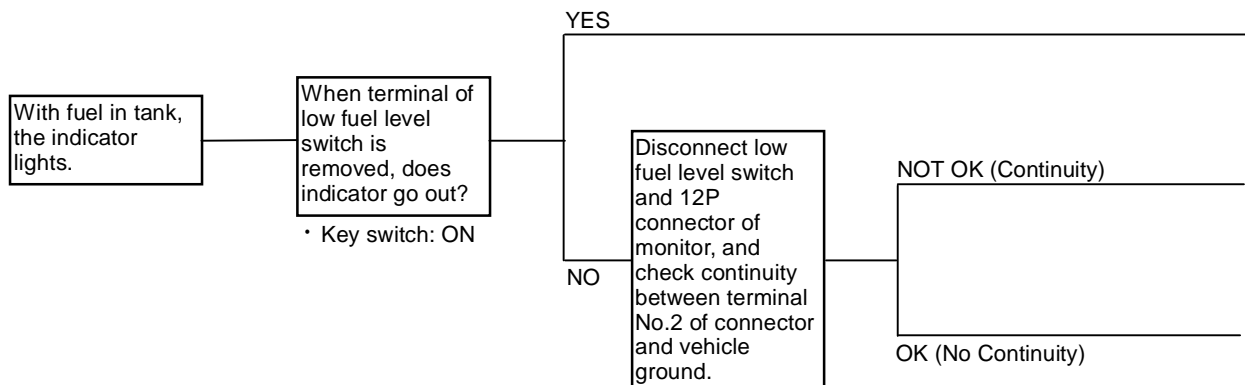 YES
With fuel in tank,
the indicator
lights.
When terminal of
low fuel level
switch is
removed, does
indicator go out?
· Key switch: ON
NO
Disconnect low
fuel level switch
and 12P
connector of
monitor, and
check continuity
between terminal
No.2 of connector
and vehicle
ground.
NOT OK (Continuity)
OK (No Continuity)